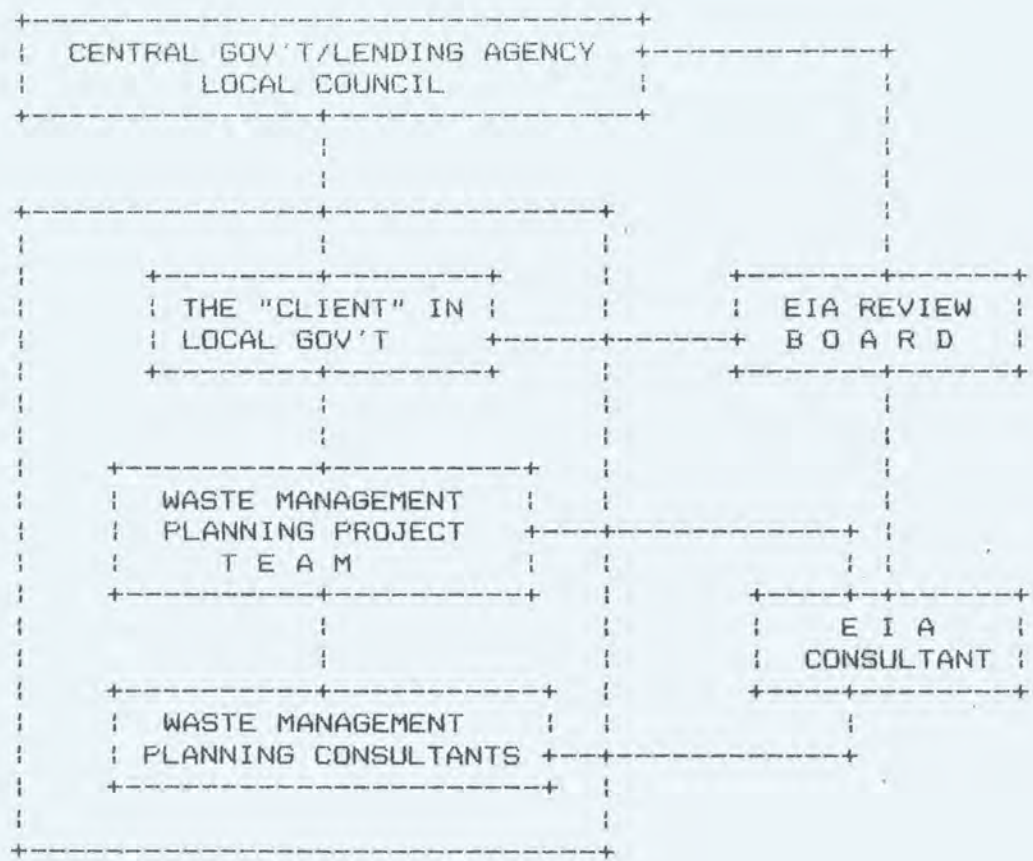 CENTRAL GOV'T/LENDING AGENCY
LOCAL COUNCIL
THE "CLIENT" IN
LOCAL GOV'T
EIA REVIEW
B O A R D
WASTE MANAGEMENT
PLANNING PROJECT
T E A M
E I A
CONSULTANT
WASTE MANAGEMENT
PLANNING CONSULTANTS